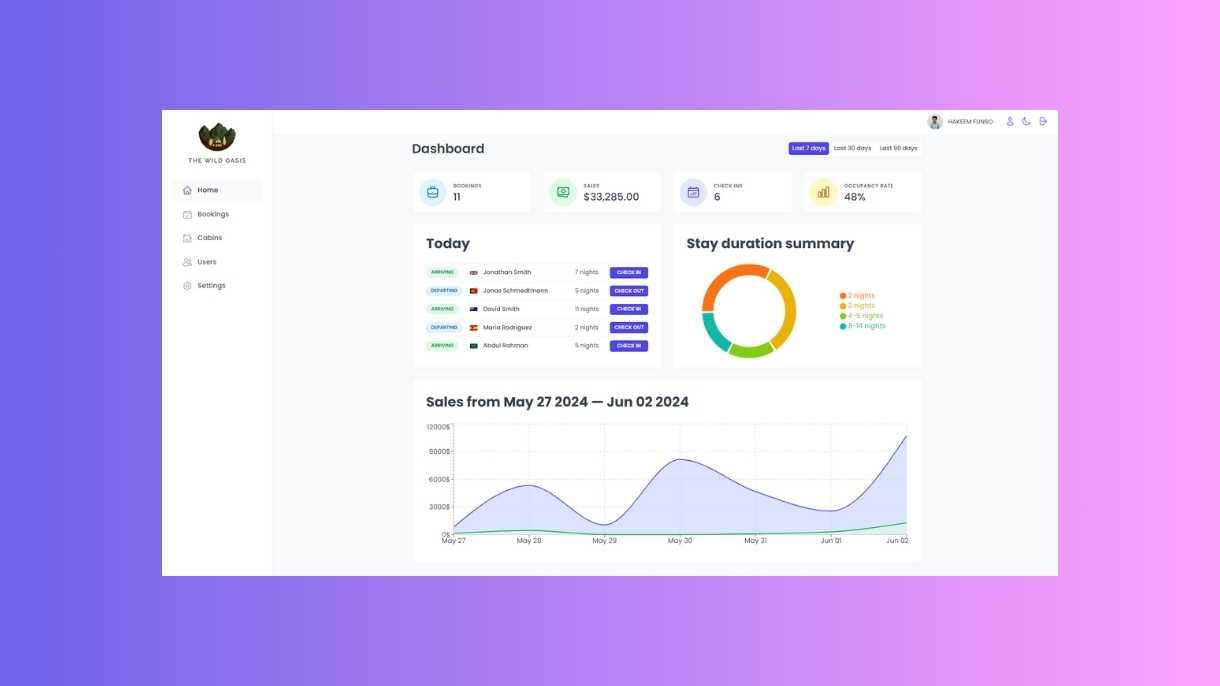 THE WILD OASIS
Home
Bookings
Cabins
Users
Settings
HAKEEM FUNSO
Dashboard
Last 7 days Last 30 days Last 90 days
BOOKINGS
11
SALES
$33,285.00
CHECK INS
6
OCCUPANCY RATE
48%
Today
ARRIVING Jonathan Smith 7 nights CHECK IN
DEPARTING Jonas Schmedtmann 5 nights CHECK OUT
ARRIVING David Smith 11 nights CHECK IN
DEPARTING Maria Rodriguez 2 nights CHECK OUT
ARRIVING Abdul Rahman 5 nights CHECK IN
Stay duration summary
2 nights
3 nights
4-5 nights
8-14 nights
Sales from May 27 2024 — Jun 02 2024
12000$
9000$
6000$
3000$
0$
May 27 May 28 May 29 May 30 May 31 Jun 01 Jun 02